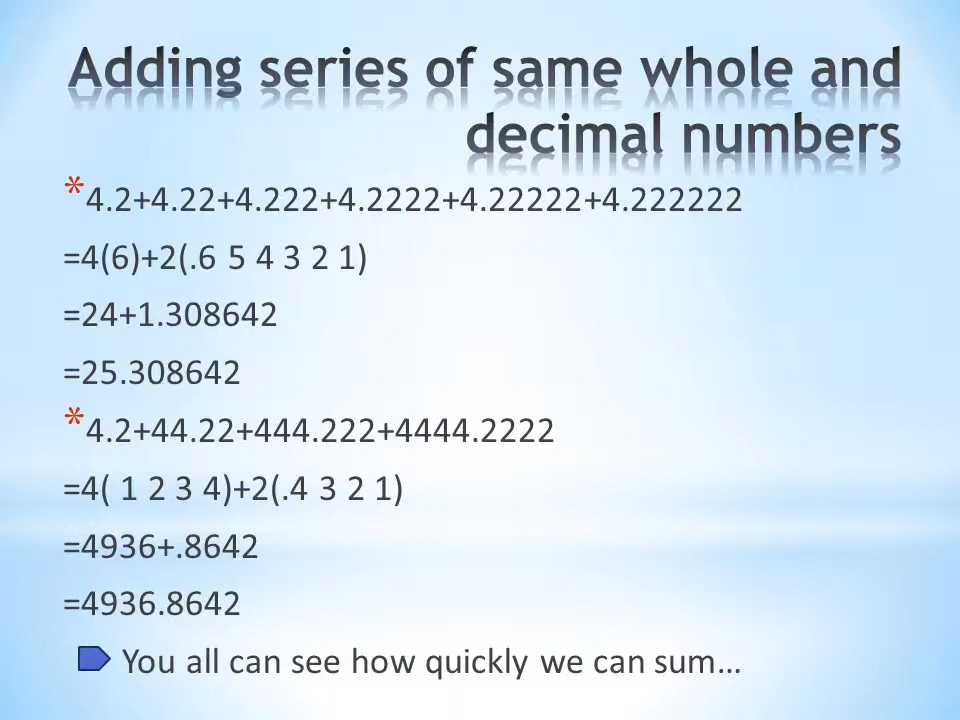 Adding series of same whole and
decimal numbers
*4.2+4.22+4.222+4.2222+4.22222+4.222222
=4(6)+2(.6 5 4 3 2 1)
=24+1.308642
=25.308642
*4.2+44.22+444.222+4444.2222
=4( 1 2 3 4)+2(.4 3 2 1)
=4936+.8642
=4936.8642
You all can see how quickly we can sum…